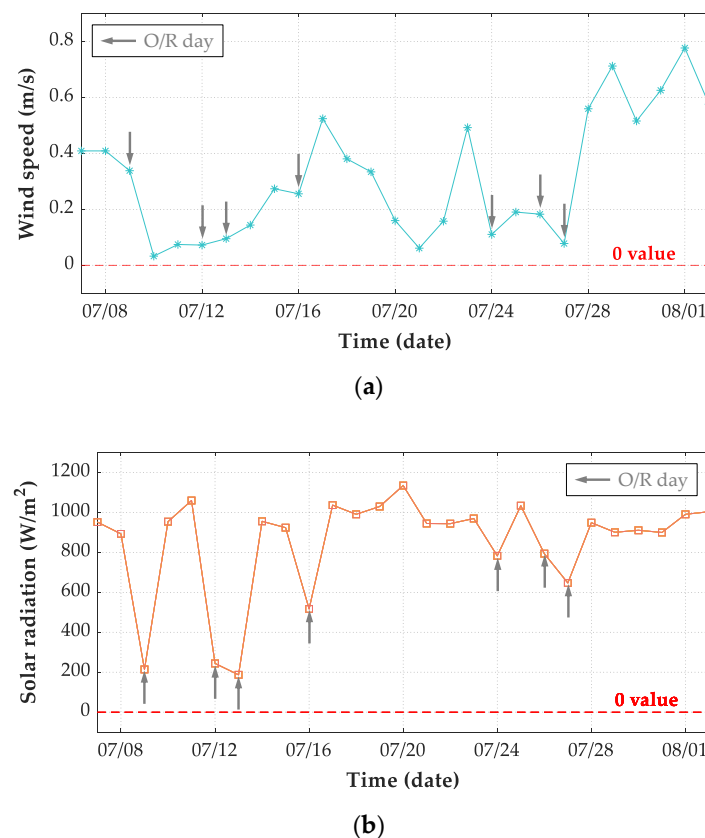 O/R day
Wind speed (m/s)
0.8
0.6
0.4
0.2
0
0 value
07/08 07/12 07/16 07/20 07/24 07/28 08/01
Time (date)
(a)
O/R day
Solar radiation (W/m²)
1200
1000
800
600
400
200
0
0 value
07/08 07/12 07/16 07/20 07/24 07/28 08/01
Time (date)
(b)